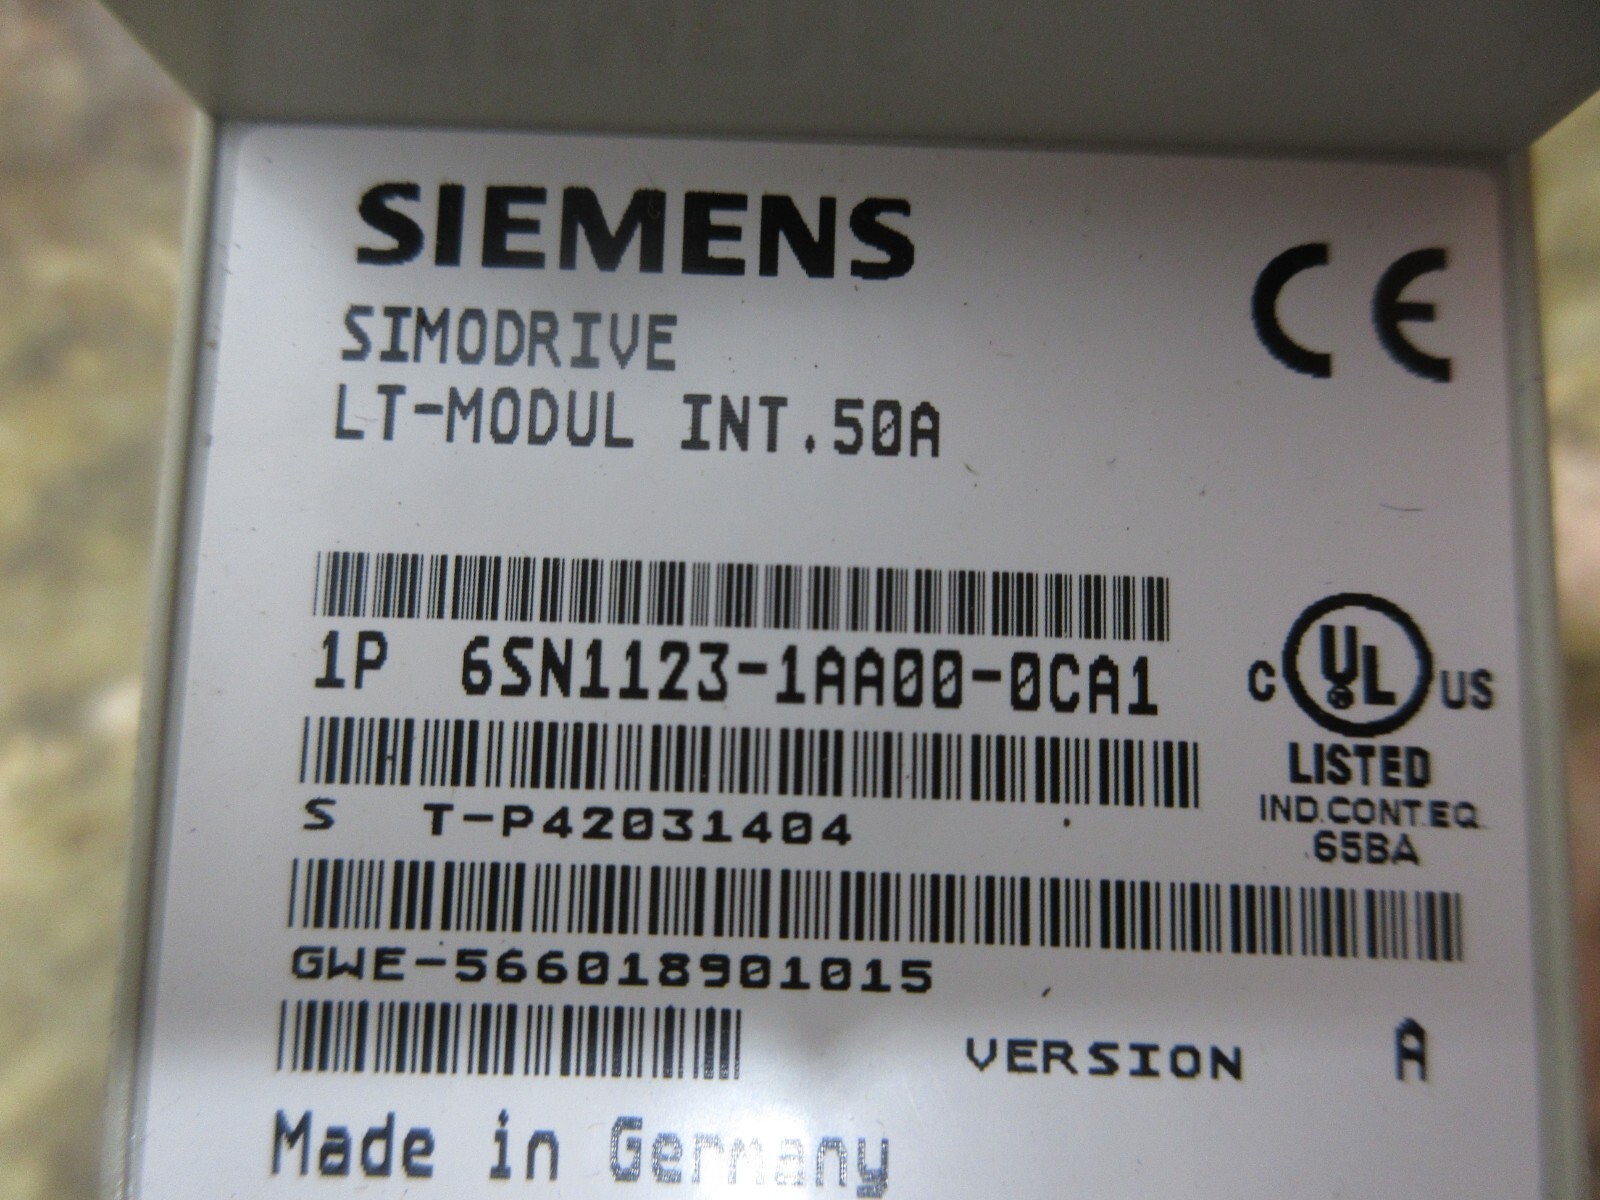 SIEMENS
CE
SIMODRIVE
LT-MODUL INT.50A
1P 6SN1123-1AA00-0CA1
C UL US
LISTED
IND.CONT.EQ.
65BA
S T-P42031404
GWE-566018901015
VERSION A
Made in Germany